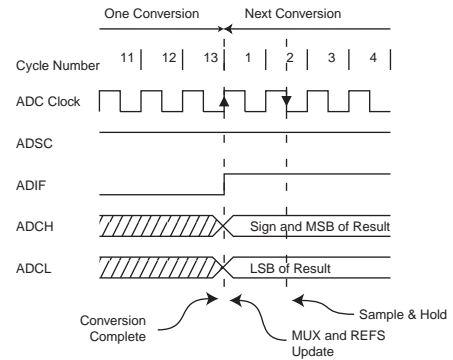 One Conversion Next Conversion
Cycle Number 11 12 13 1 2 3 4
ADC Clock
ADSC
ADIF
ADCH Sign and MSB of Result
ADCL LSB of Result
Conversion
Complete
MUX and REFS
Update
Sample & Hold